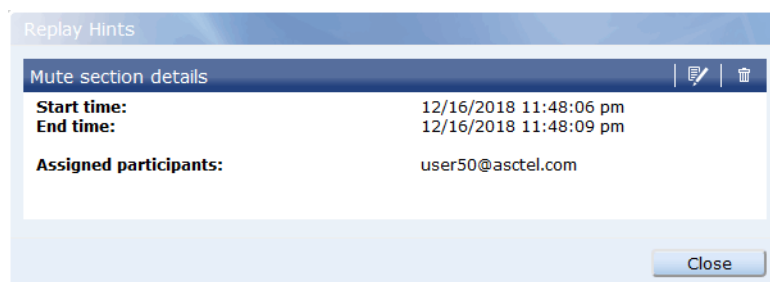 Replay Hints
Mute section details
Start time: 12/16/2018 11:48:06 pm
End time: 12/16/2018 11:48:09 pm
Assigned participants: user50@asctel.com
Close